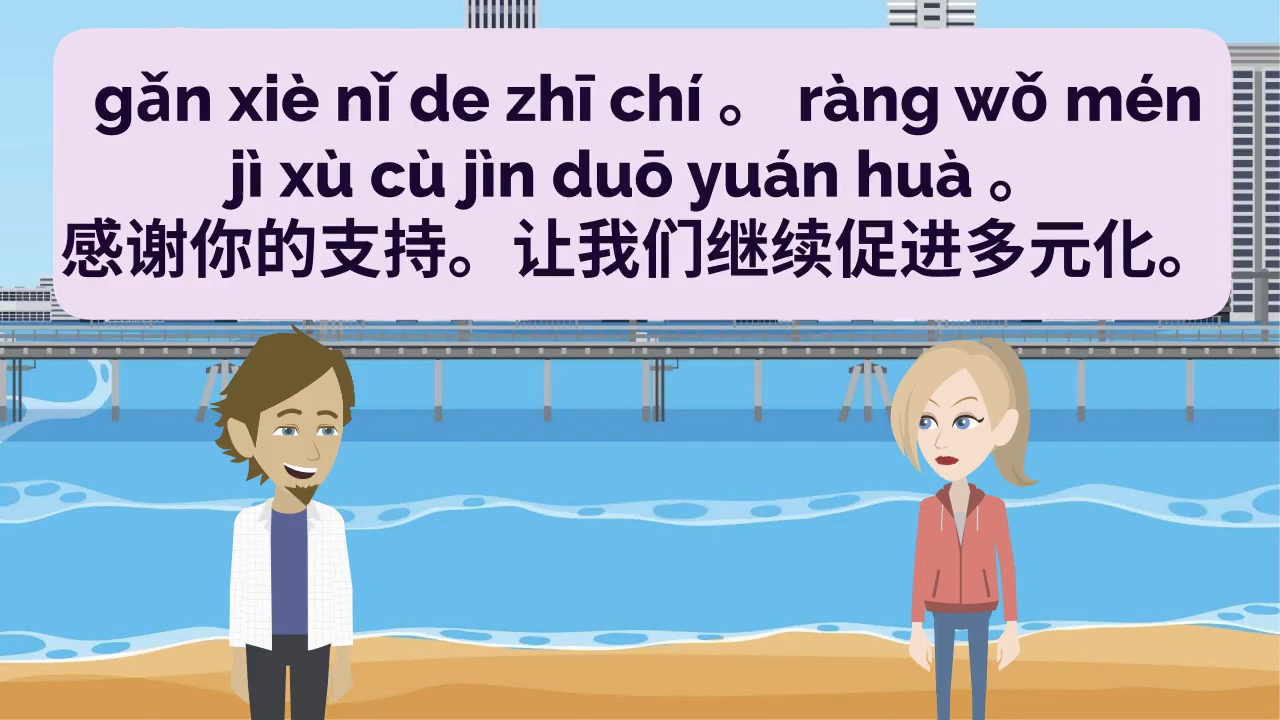 gǎn xiè nǐ de zhī chí 。 ràng wǒ mén
jì xù cù jìn duō yuán huà 。
感谢你的支持。让我们继续促进多元化。